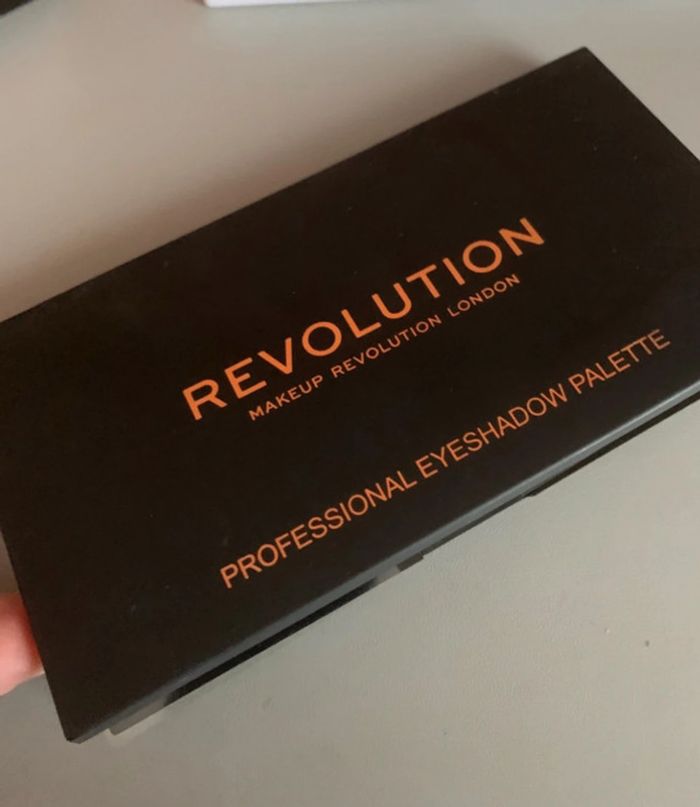 REVOLUTION
MAKEUP REVOLUTION LONDON
PROFESSIONAL EYESHADOW PALETTE